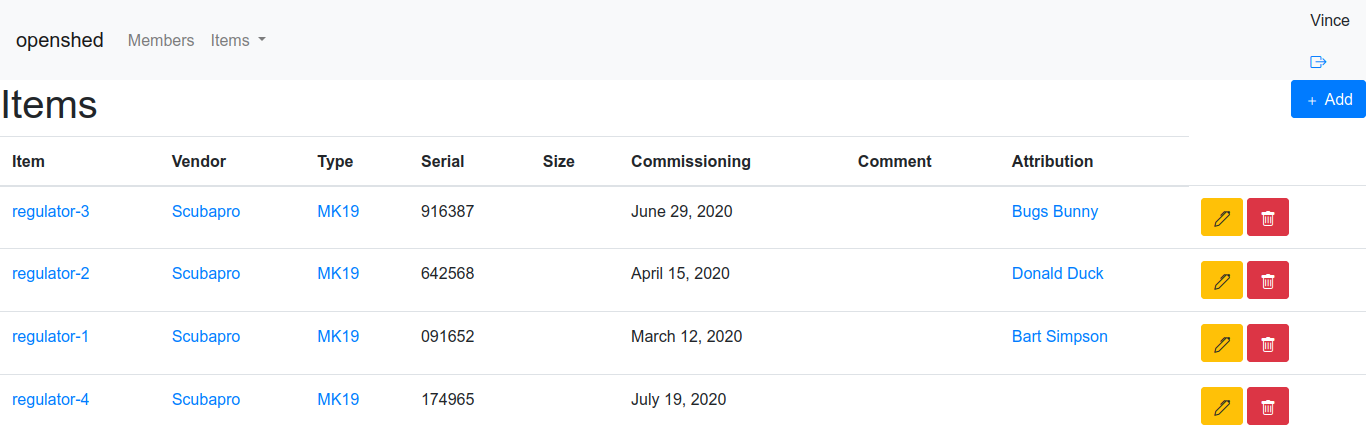 Vince
openshed Members Items
Items
+ Add
Item Vendor Type Serial Size Commissioning Comment Attribution
regulator-3 Scubapro MK19 916387 June 29, 2020 Bugs Bunny
regulator-2 Scubapro MK19 642568 April 15, 2020 Donald Duck
regulator-1 Scubapro MK19 091652 March 12, 2020 Bart Simpson
regulator-4 Scubapro MK19 174965 July 19, 2020